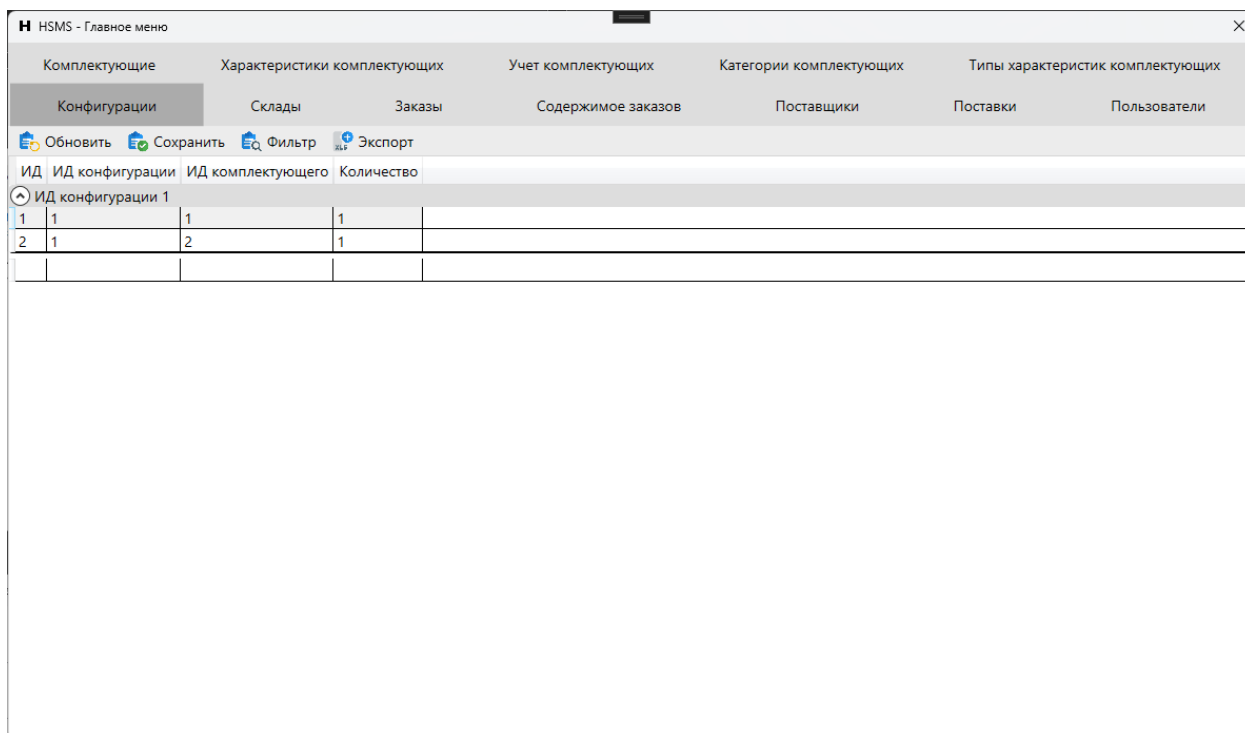 H HSMS - Главное меню
Комплектующие Характеристики комплектующих Учет комплектующих Категории комплектующих Типы характеристик комплектующих
Конфигурации Склады Заказы Содержимое заказов Поставщики Поставки Пользователи
Обновить Сохранить Фильтр XLS Экспорт
ИД ИД конфигурации ИД комплектующего Количество
ИД конфигурации 1
1 1 1 1
2 1 2 1